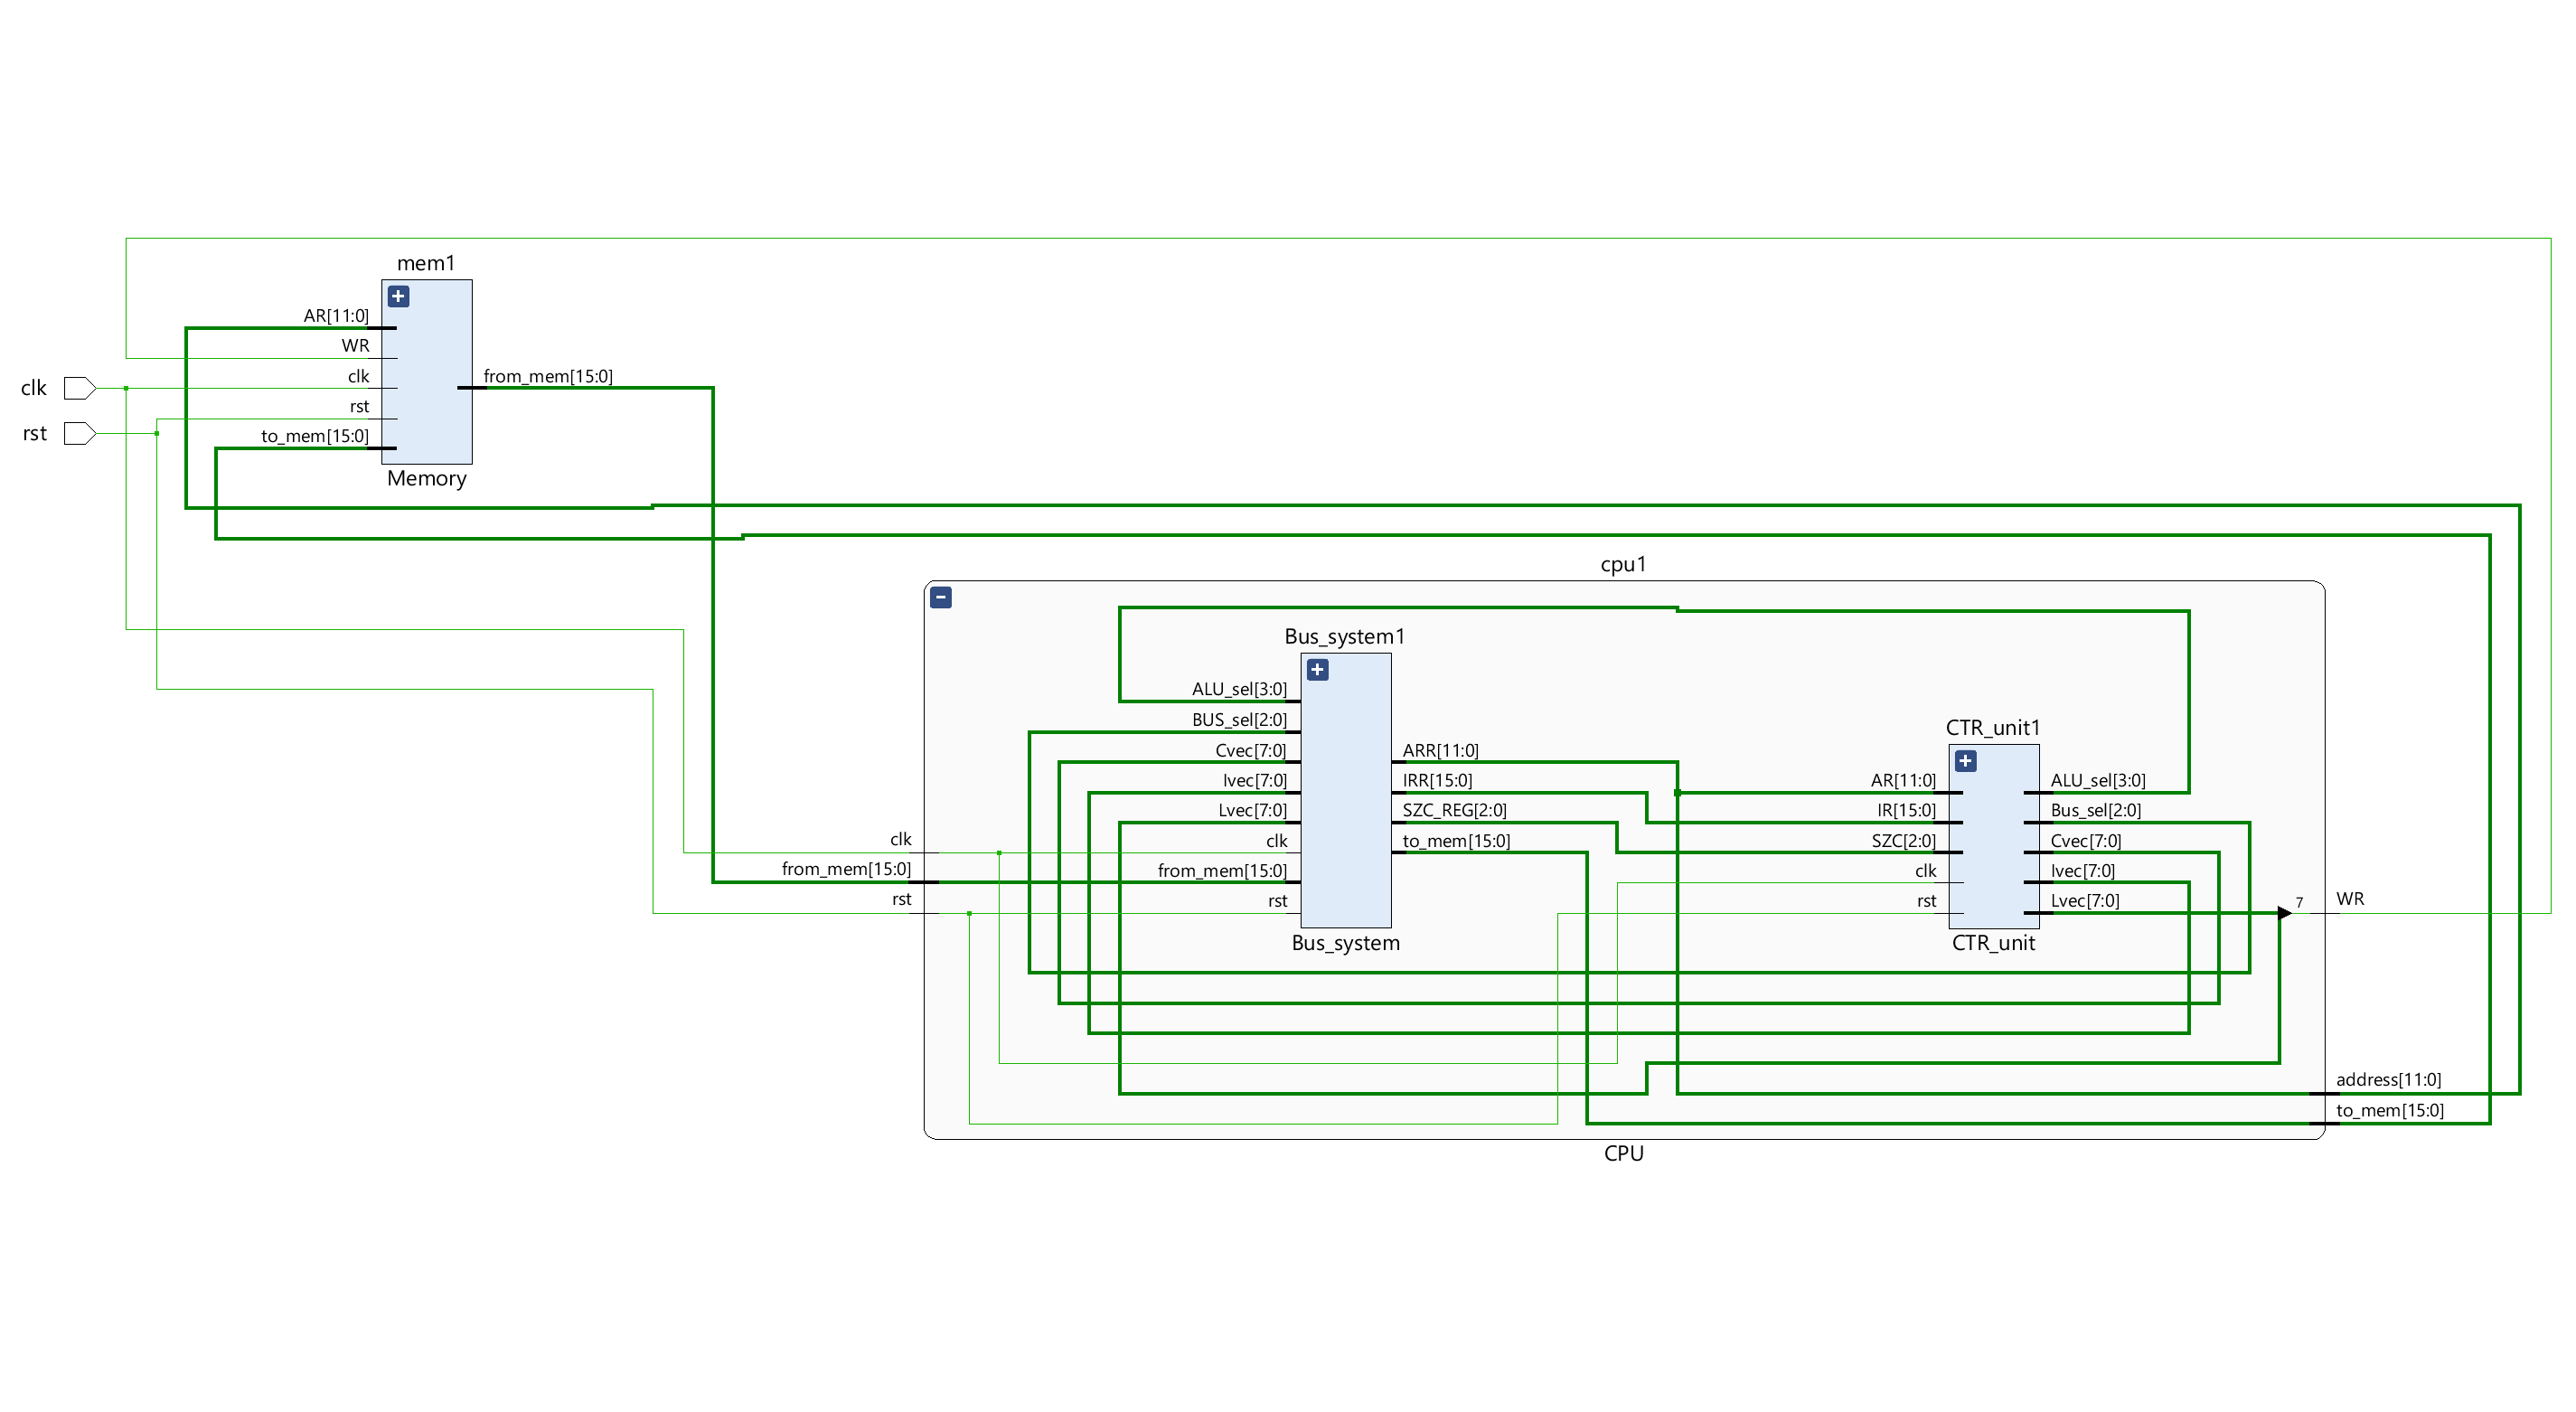 mem1
AR[11:0]
WR
clk
rst
to_mem[15:0]
from_mem[15:0]
Memory
clk
rst
cpu1
clk
from_mem[15:0]
rst
Bus_system1
ALU_sel[3:0]
BUS_sel[2:0]
Cvec[7:0]
Ivec[7:0]
Lvec[7:0]
clk
from_mem[15:0]
rst
ARR[11:0]
IRR[15:0]
SZC_REG[2:0]
to_mem[15:0]
Bus_system
CTR_unit1
AR[11:0]
IR[15:0]
SZC[2:0]
clk
rst
ALU_sel[3:0]
Bus_sel[2:0]
Cvec[7:0]
Ivec[7:0]
Lvec[7:0]
CTR_unit
7
WR
address[11:0]
to_mem[15:0]
CPU